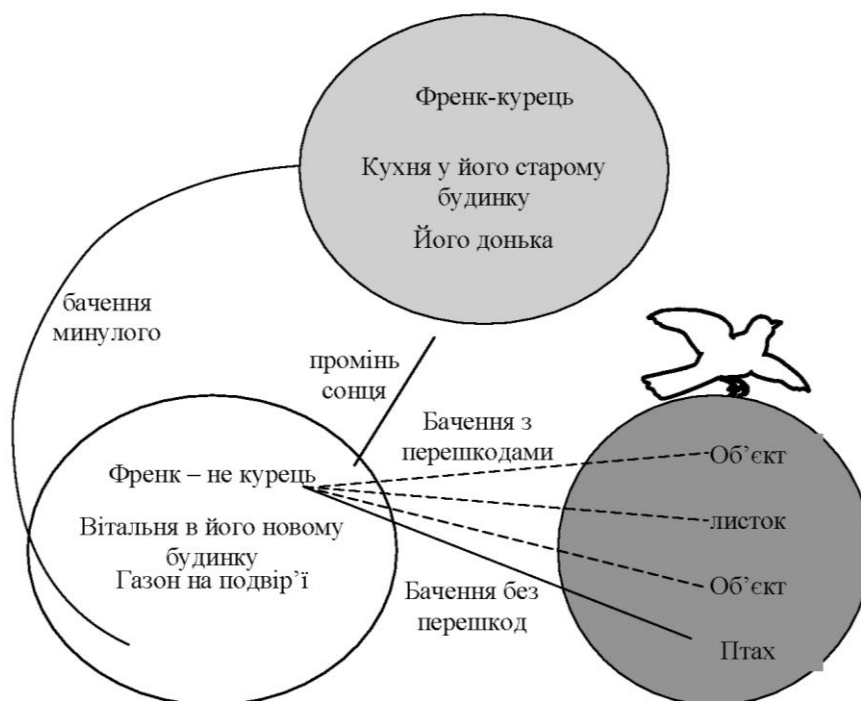 Френк-курець
Кухня у його старому
будинку
Його донька
бачення
минулого
промінь
сонця
Бачення з
перешкодами
Френк – не курець
Вітальня в його новому
будинку
Газон на подвір’ї
Бачення без
перешкод
Об’єкт
листок
Об’єкт
Птах